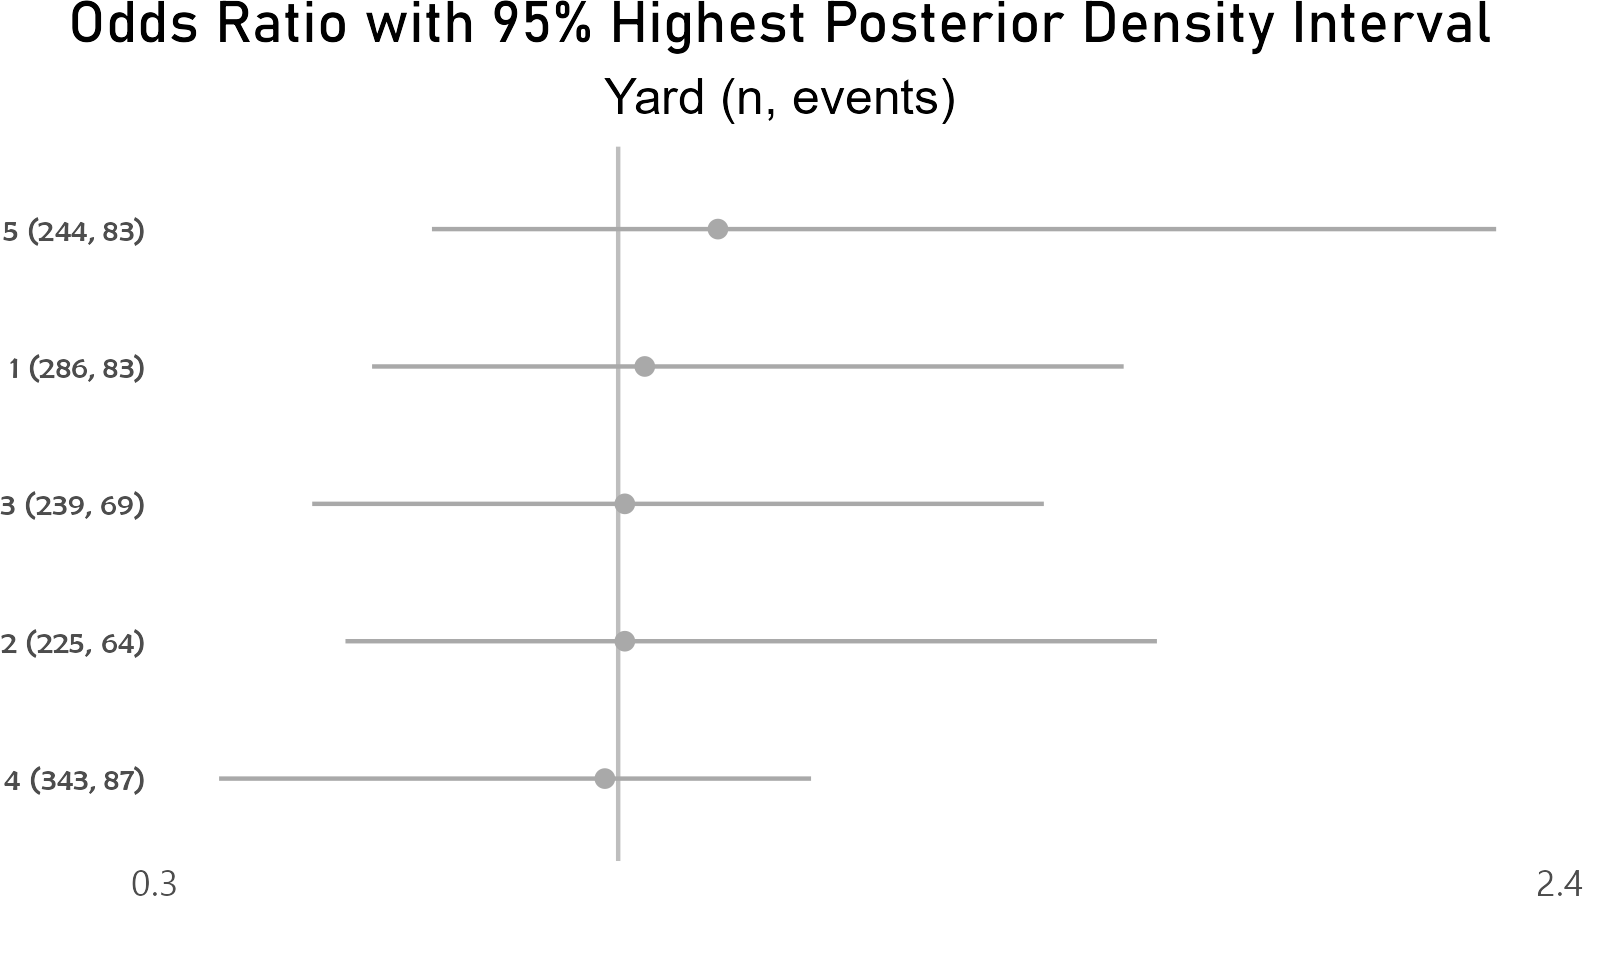 Odds Ratio with 95% Highest Posterior Density Interval
Yard (n, events)
5 (244, 83)
1 (286, 83)
3 (239, 69)
2 (225, 64)
4 (343, 87)
0.3
2.4